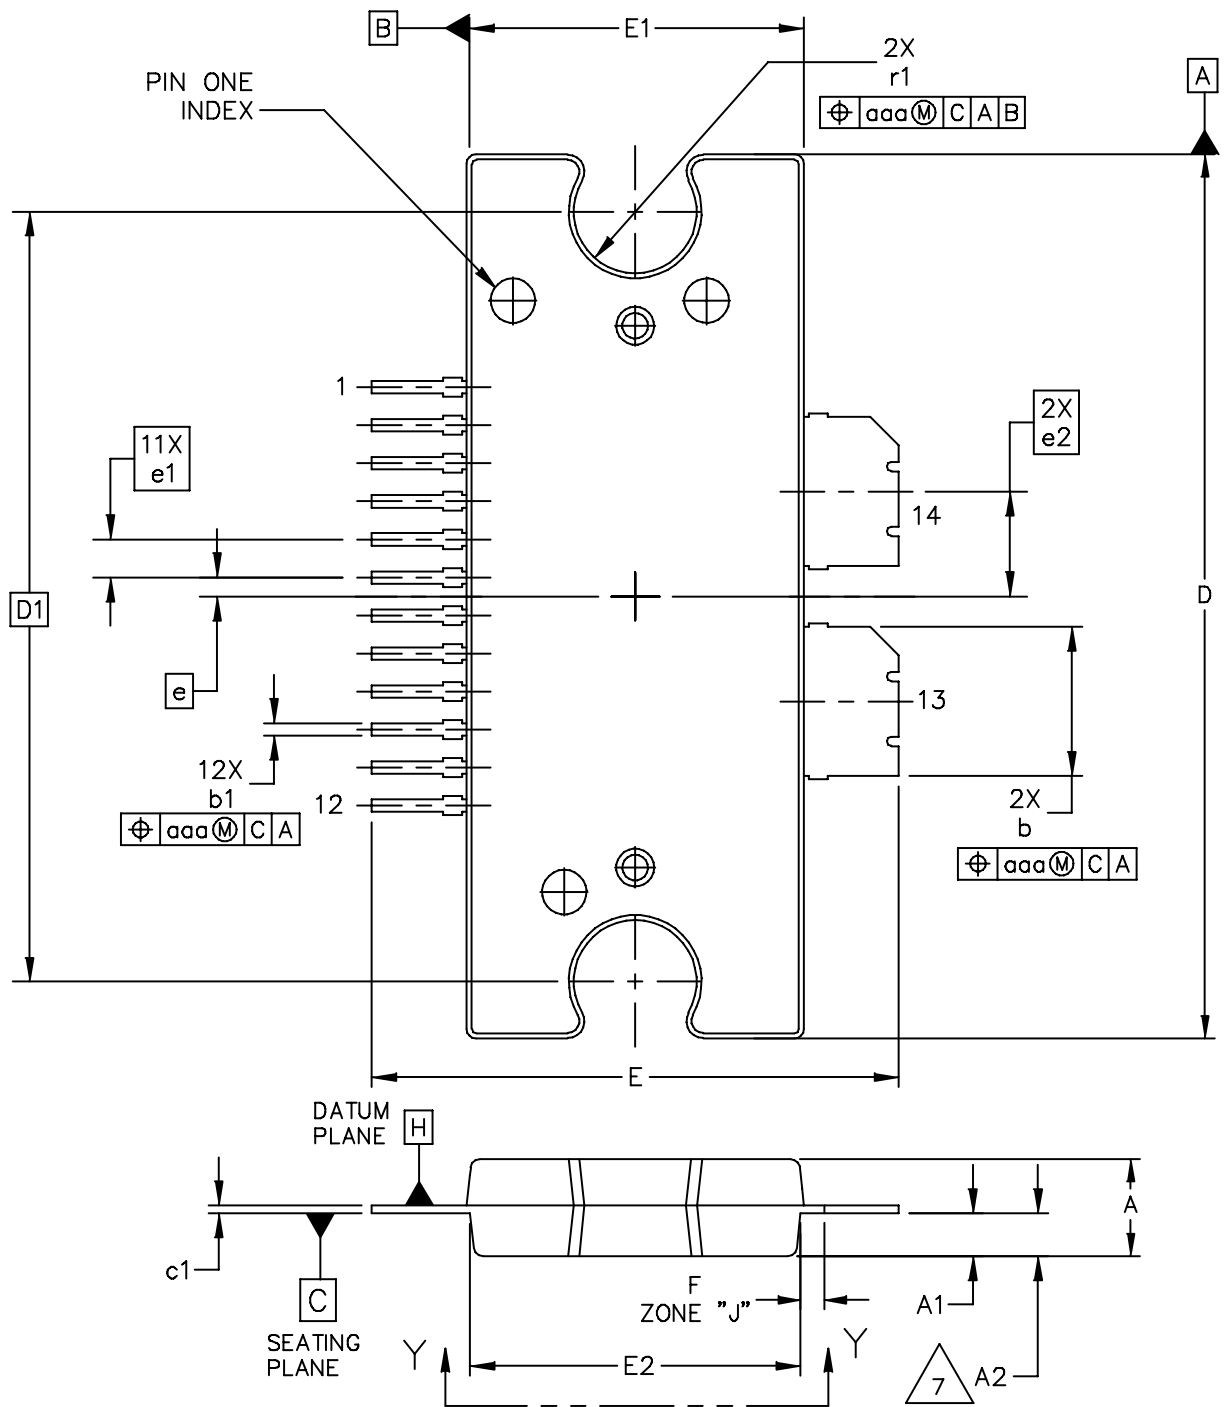 B
E1
2X
r1
⌖ aaa Ⓜ C A B
A
PIN ONE
INDEX
1
11X
e1
2X
e2
14
D1
D
e
13
12X
b1
⌖ aaa Ⓜ C A
12
2X
b
⌖ aaa Ⓜ C A
E
DATUM
PLANE
H
A
c1
C
SEATING
PLANE
F
ZONE "J"
A1
Y
E2
Y
7
A2